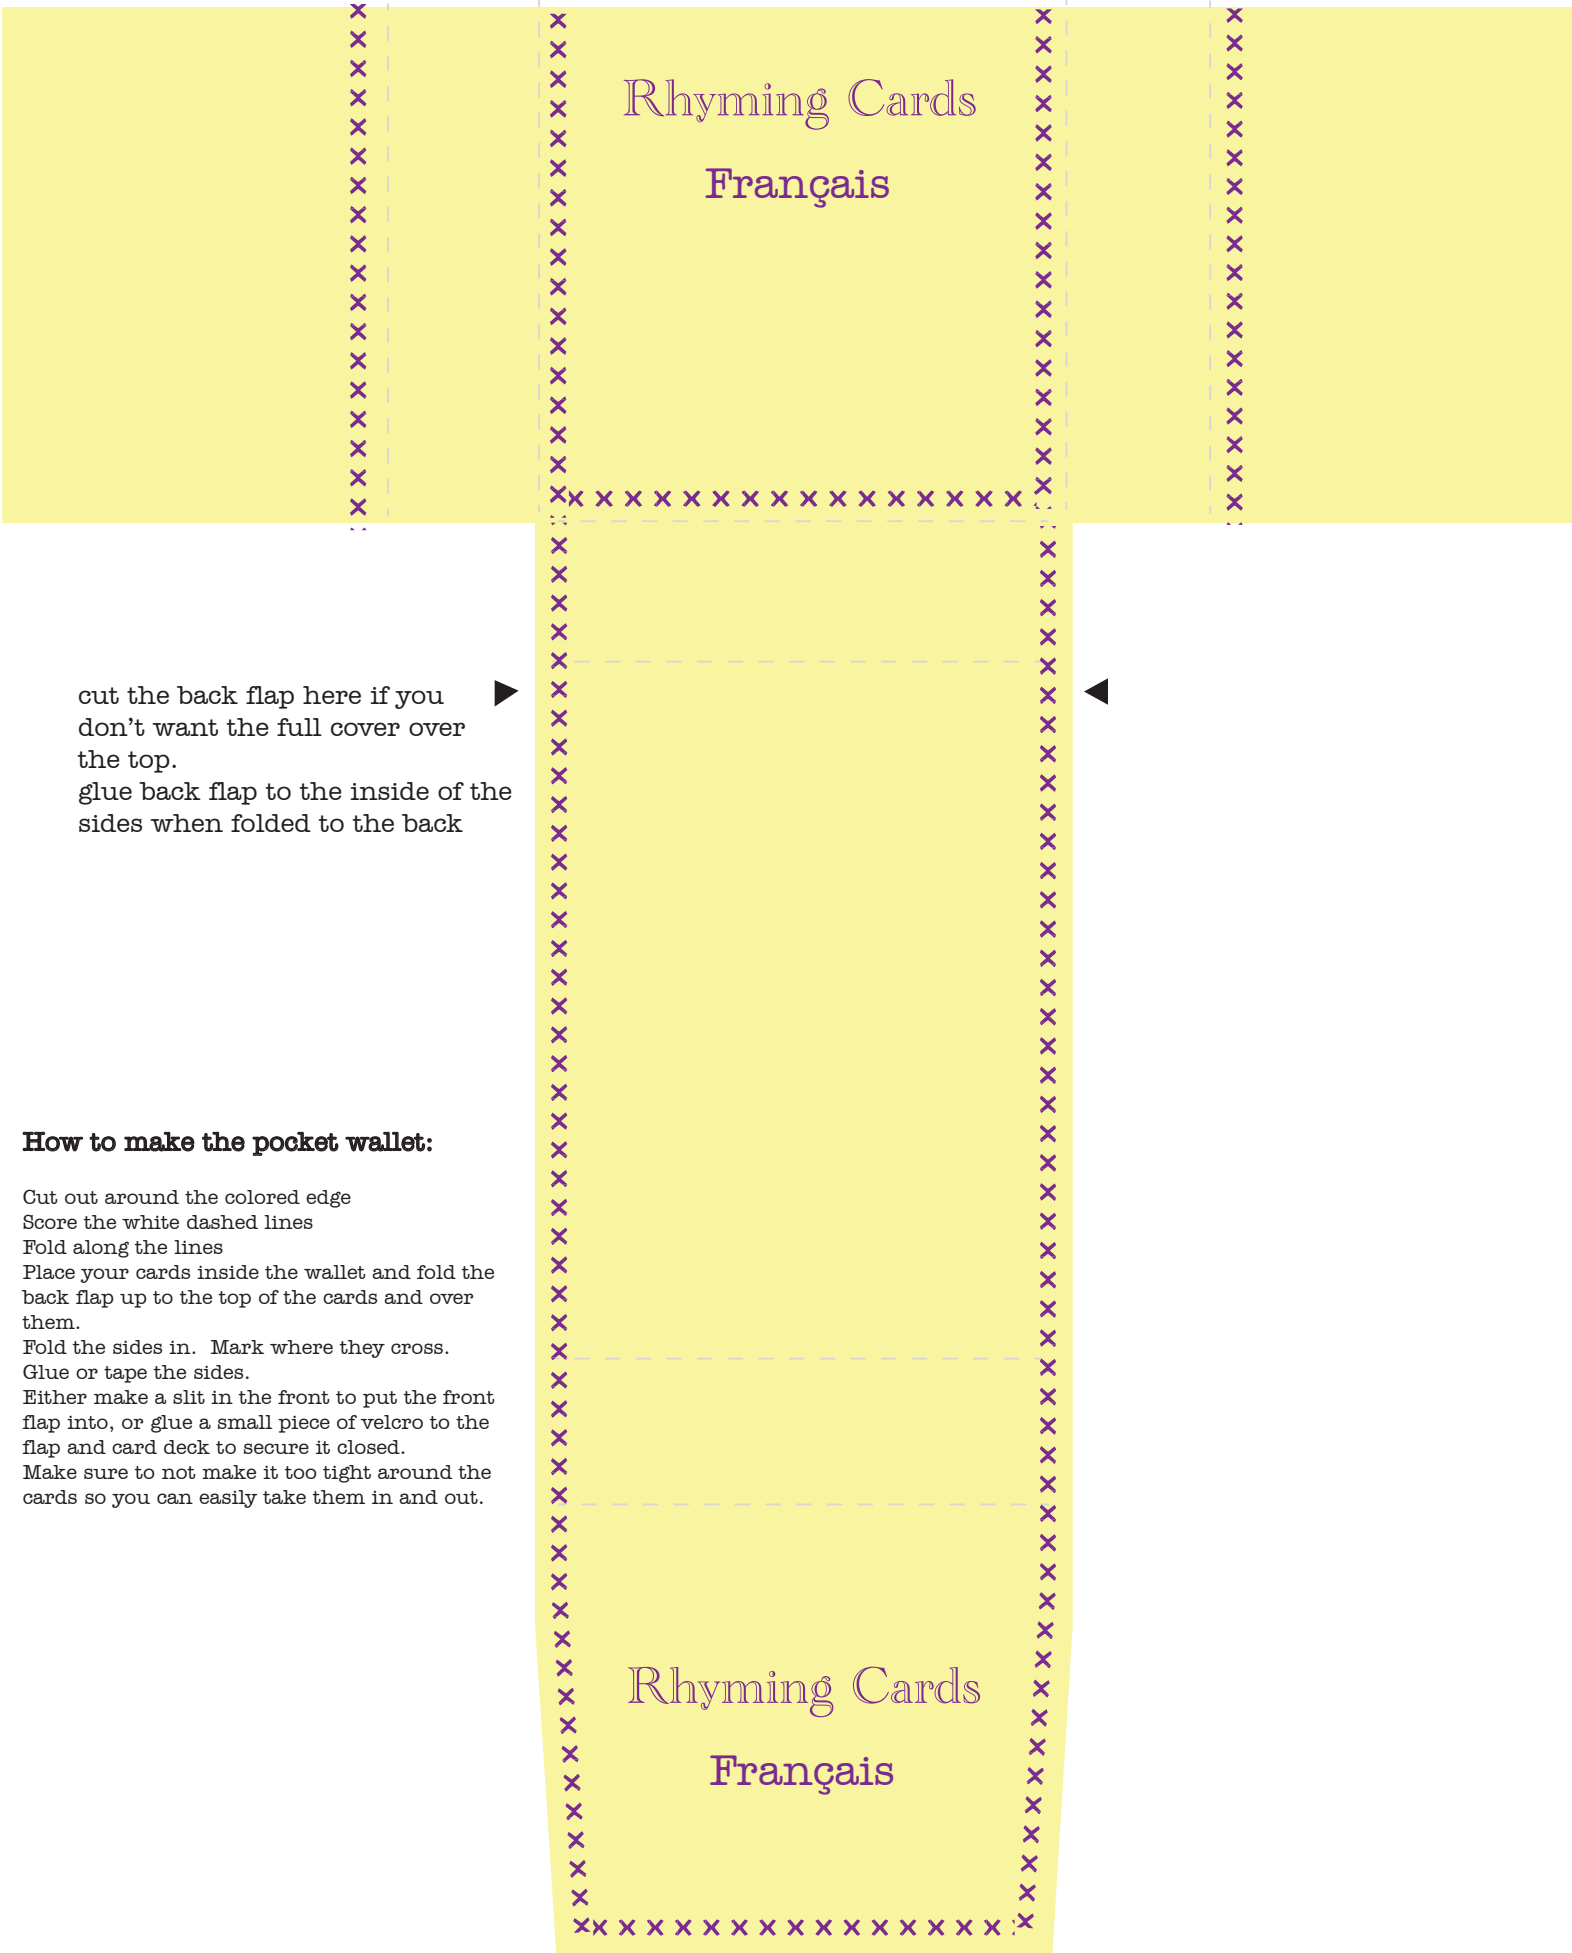 Rhyming Cards
Français
cut the back flap here if you
don’t want the full cover over
the top.
glue back flap to the inside of the
sides when folded to the back
How to make the pocket wallet:
Cut out around the colored edge
Score the white dashed lines
Fold along the lines
Place your cards inside the wallet and fold the
back flap up to the top of the cards and over
them.
Fold the sides in.  Mark where they cross.
Glue or tape the sides.
Either make a slit in the front to put the front
flap into, or glue a small piece of velcro to the
flap and card deck to secure it closed.
Make sure to not make it too tight around the
cards so you can easily take them in and out.
Rhyming Cards
Français